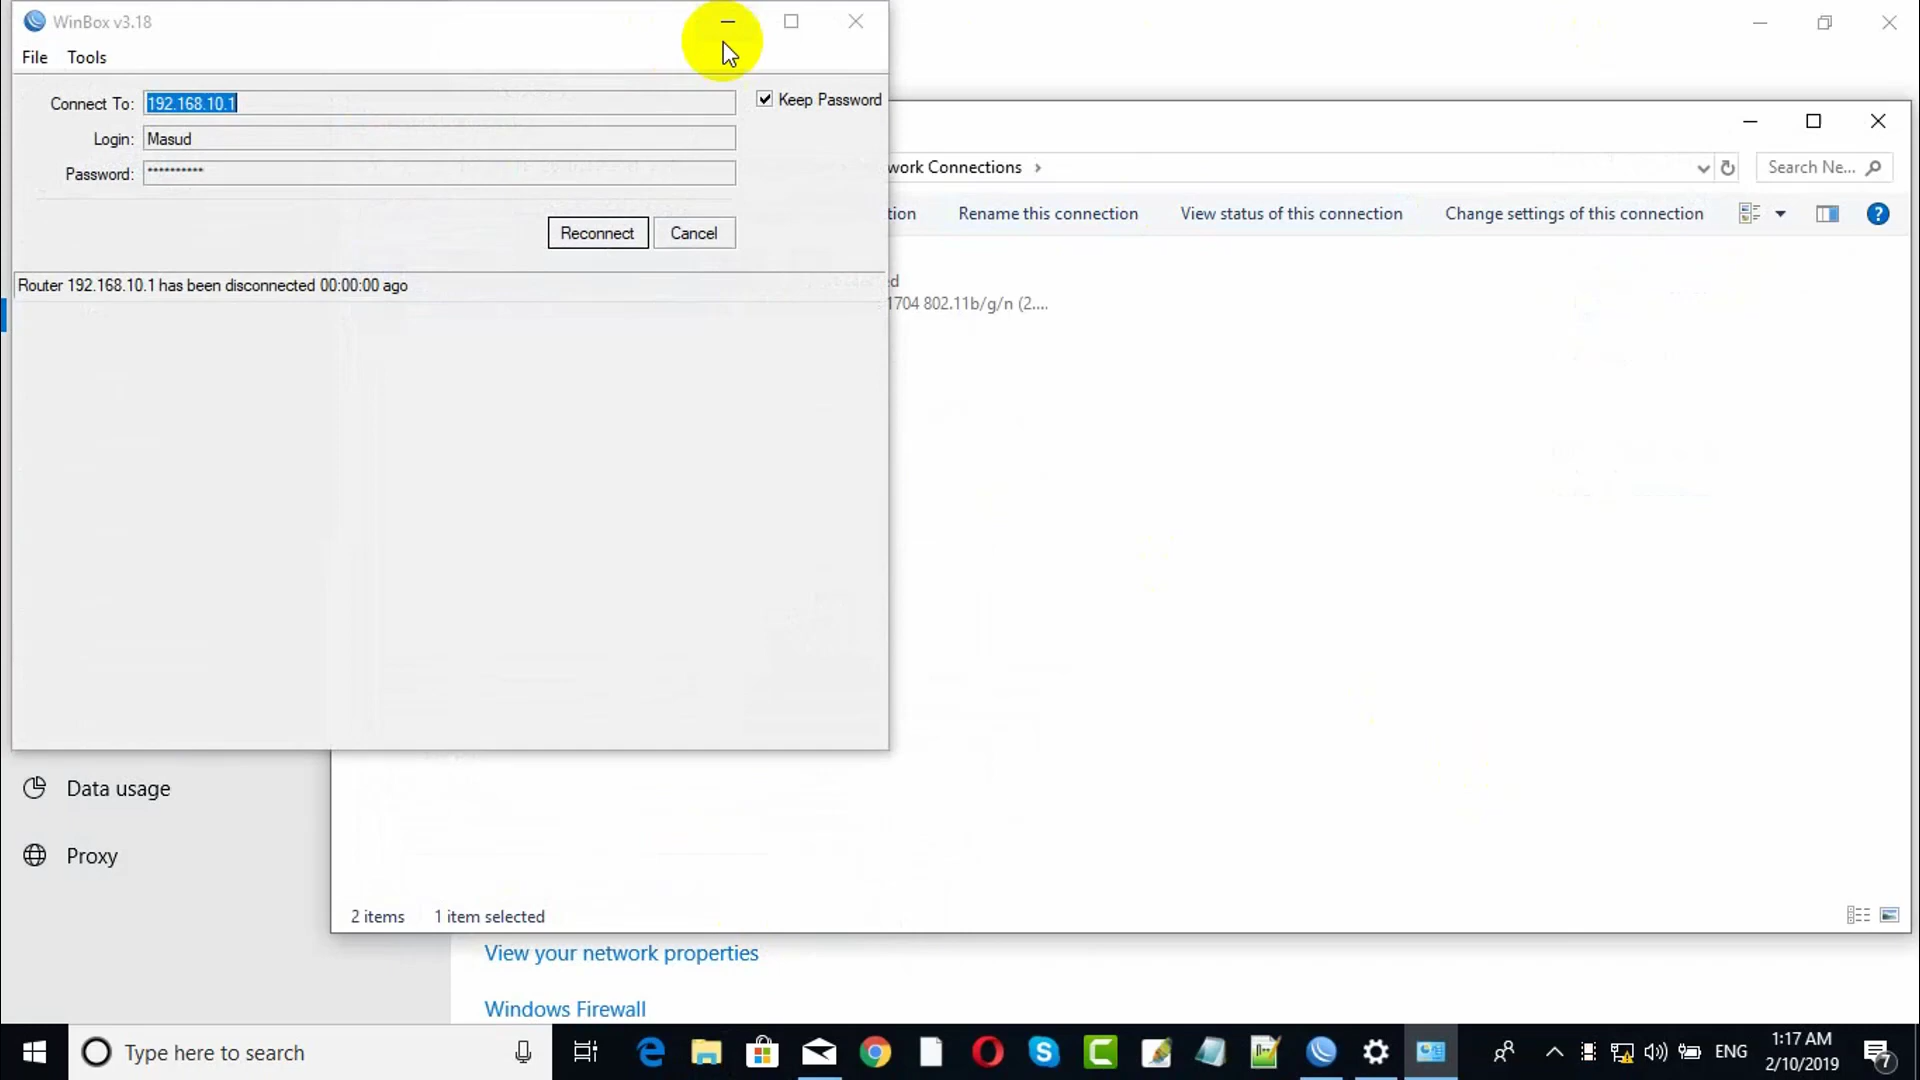 WinBox v3.18
File Tools
Connect To: 192.168.10.1
Keep Password
Login: Masud
Password: **********
Reconnect Cancel
Router 192.168.10.1 has been disconnected 00:00:00 ago
work Connections
Search Ne...
tion Rename this connection View status of this connection Change settings of this connection
?
d
1704 802.11b/g/n (2....
Data usage
Proxy
2 items 1 item selected
View your network properties
Windows Firewall
Type here to search
ENG
1:17 AM
2/10/2019
7